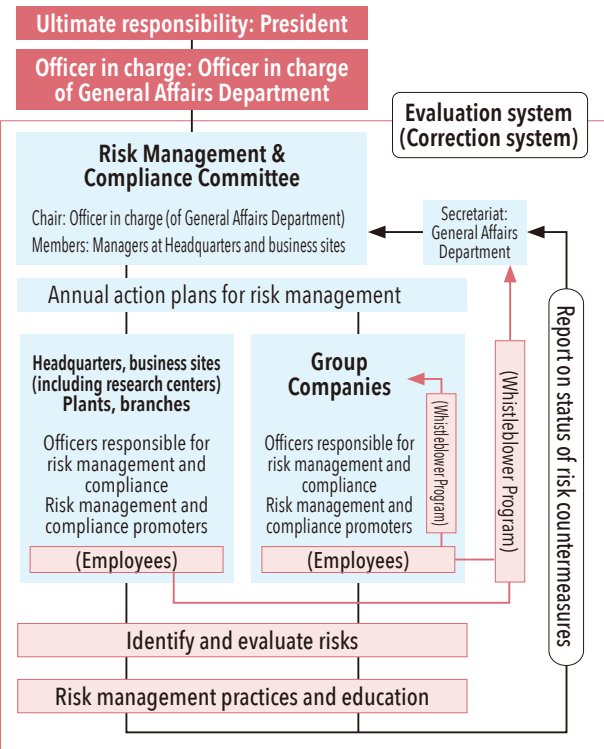 Ultimate responsibility: President
Officer in charge: Officer in charge
of General Affairs Department
Evaluation system
(Correction system)
Risk Management &
Compliance Committee
Chair: Officer in charge (of General Affairs Department)
Members: Managers at Headquarters and business sites
Secretariat:
General Affairs
Department
Annual action plans for risk management
Headquarters, business sites
(including research centers)
Plants, branches
Officers responsible for
risk management and
compliance
Risk management and
compliance promoters
(Employees)
Group
Companies
Officers responsible for
risk management and
compliance
Risk management and
compliance promoters
(Employees)
(Whistleblower Program)
(Whistleblower Program)
Report on status of risk countermeasures
Identify and evaluate risks
Risk management practices and education